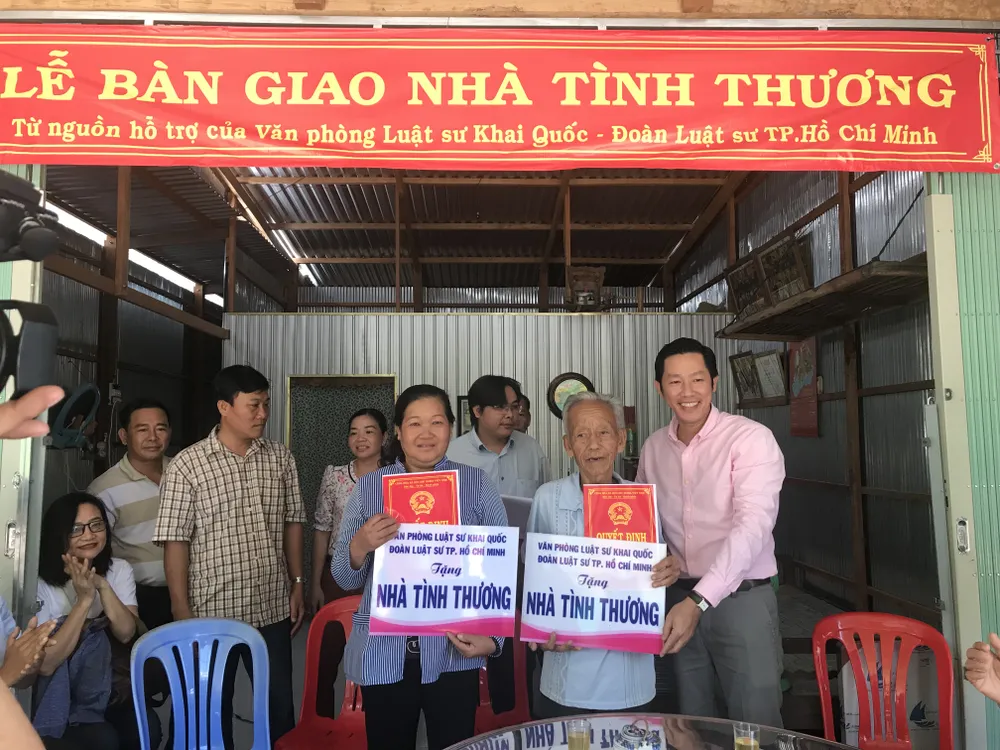 LỄ BÀN GIAO NHÀ TÌNH THƯƠNG
Từ nguồn hỗ trợ của Văn phòng Luật sư Khai Quốc - Đoàn Luật sư TP.Hồ Chí Minh
QUYẾT ĐỊNH
VĂN PHÒNG LUẬT SƯ KHAI QUỐC
ĐOÀN LUẬT SƯ TP. HỒ CHÍ MINH
Tặng
NHÀ TÌNH THƯƠNG
QUYẾT ĐỊNH
VĂN PHÒNG LUẬT SƯ KHAI QUỐC
ĐOÀN LUẬT SƯ TP. HỒ CHÍ MINH
Tặng
NHÀ TÌNH THƯƠNG